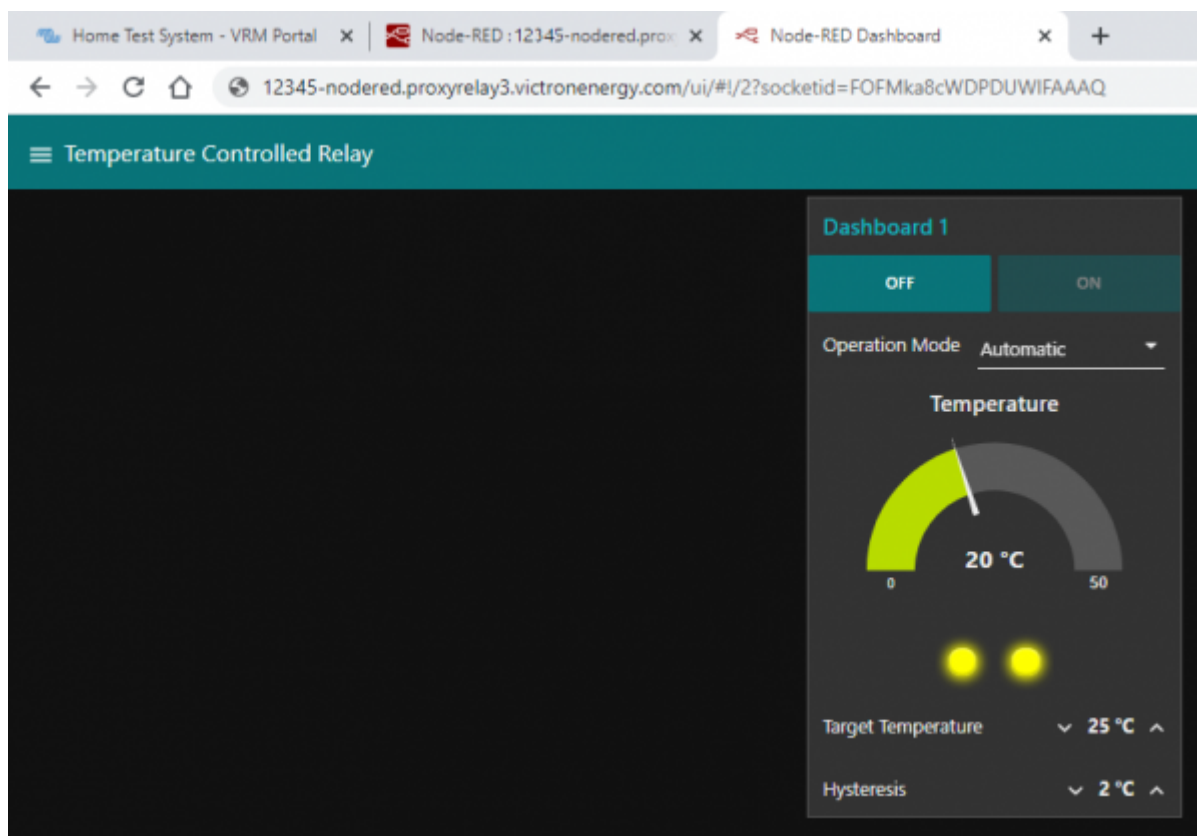 Home Test System - VRM Portal
Node-RED : 12345-nodered.prox
Node-RED Dashboard
12345-nodered.proxyrelay3.victronenergy.com/ui/#!/2?socketid=FOFMka8cWDPDUWIFAAAQ
Temperature Controlled Relay
Dashboard 1
OFF ON
Operation Mode Automatic
Temperature
20 °C
0 50
Target Temperature 25 °C
Hysteresis 2 °C